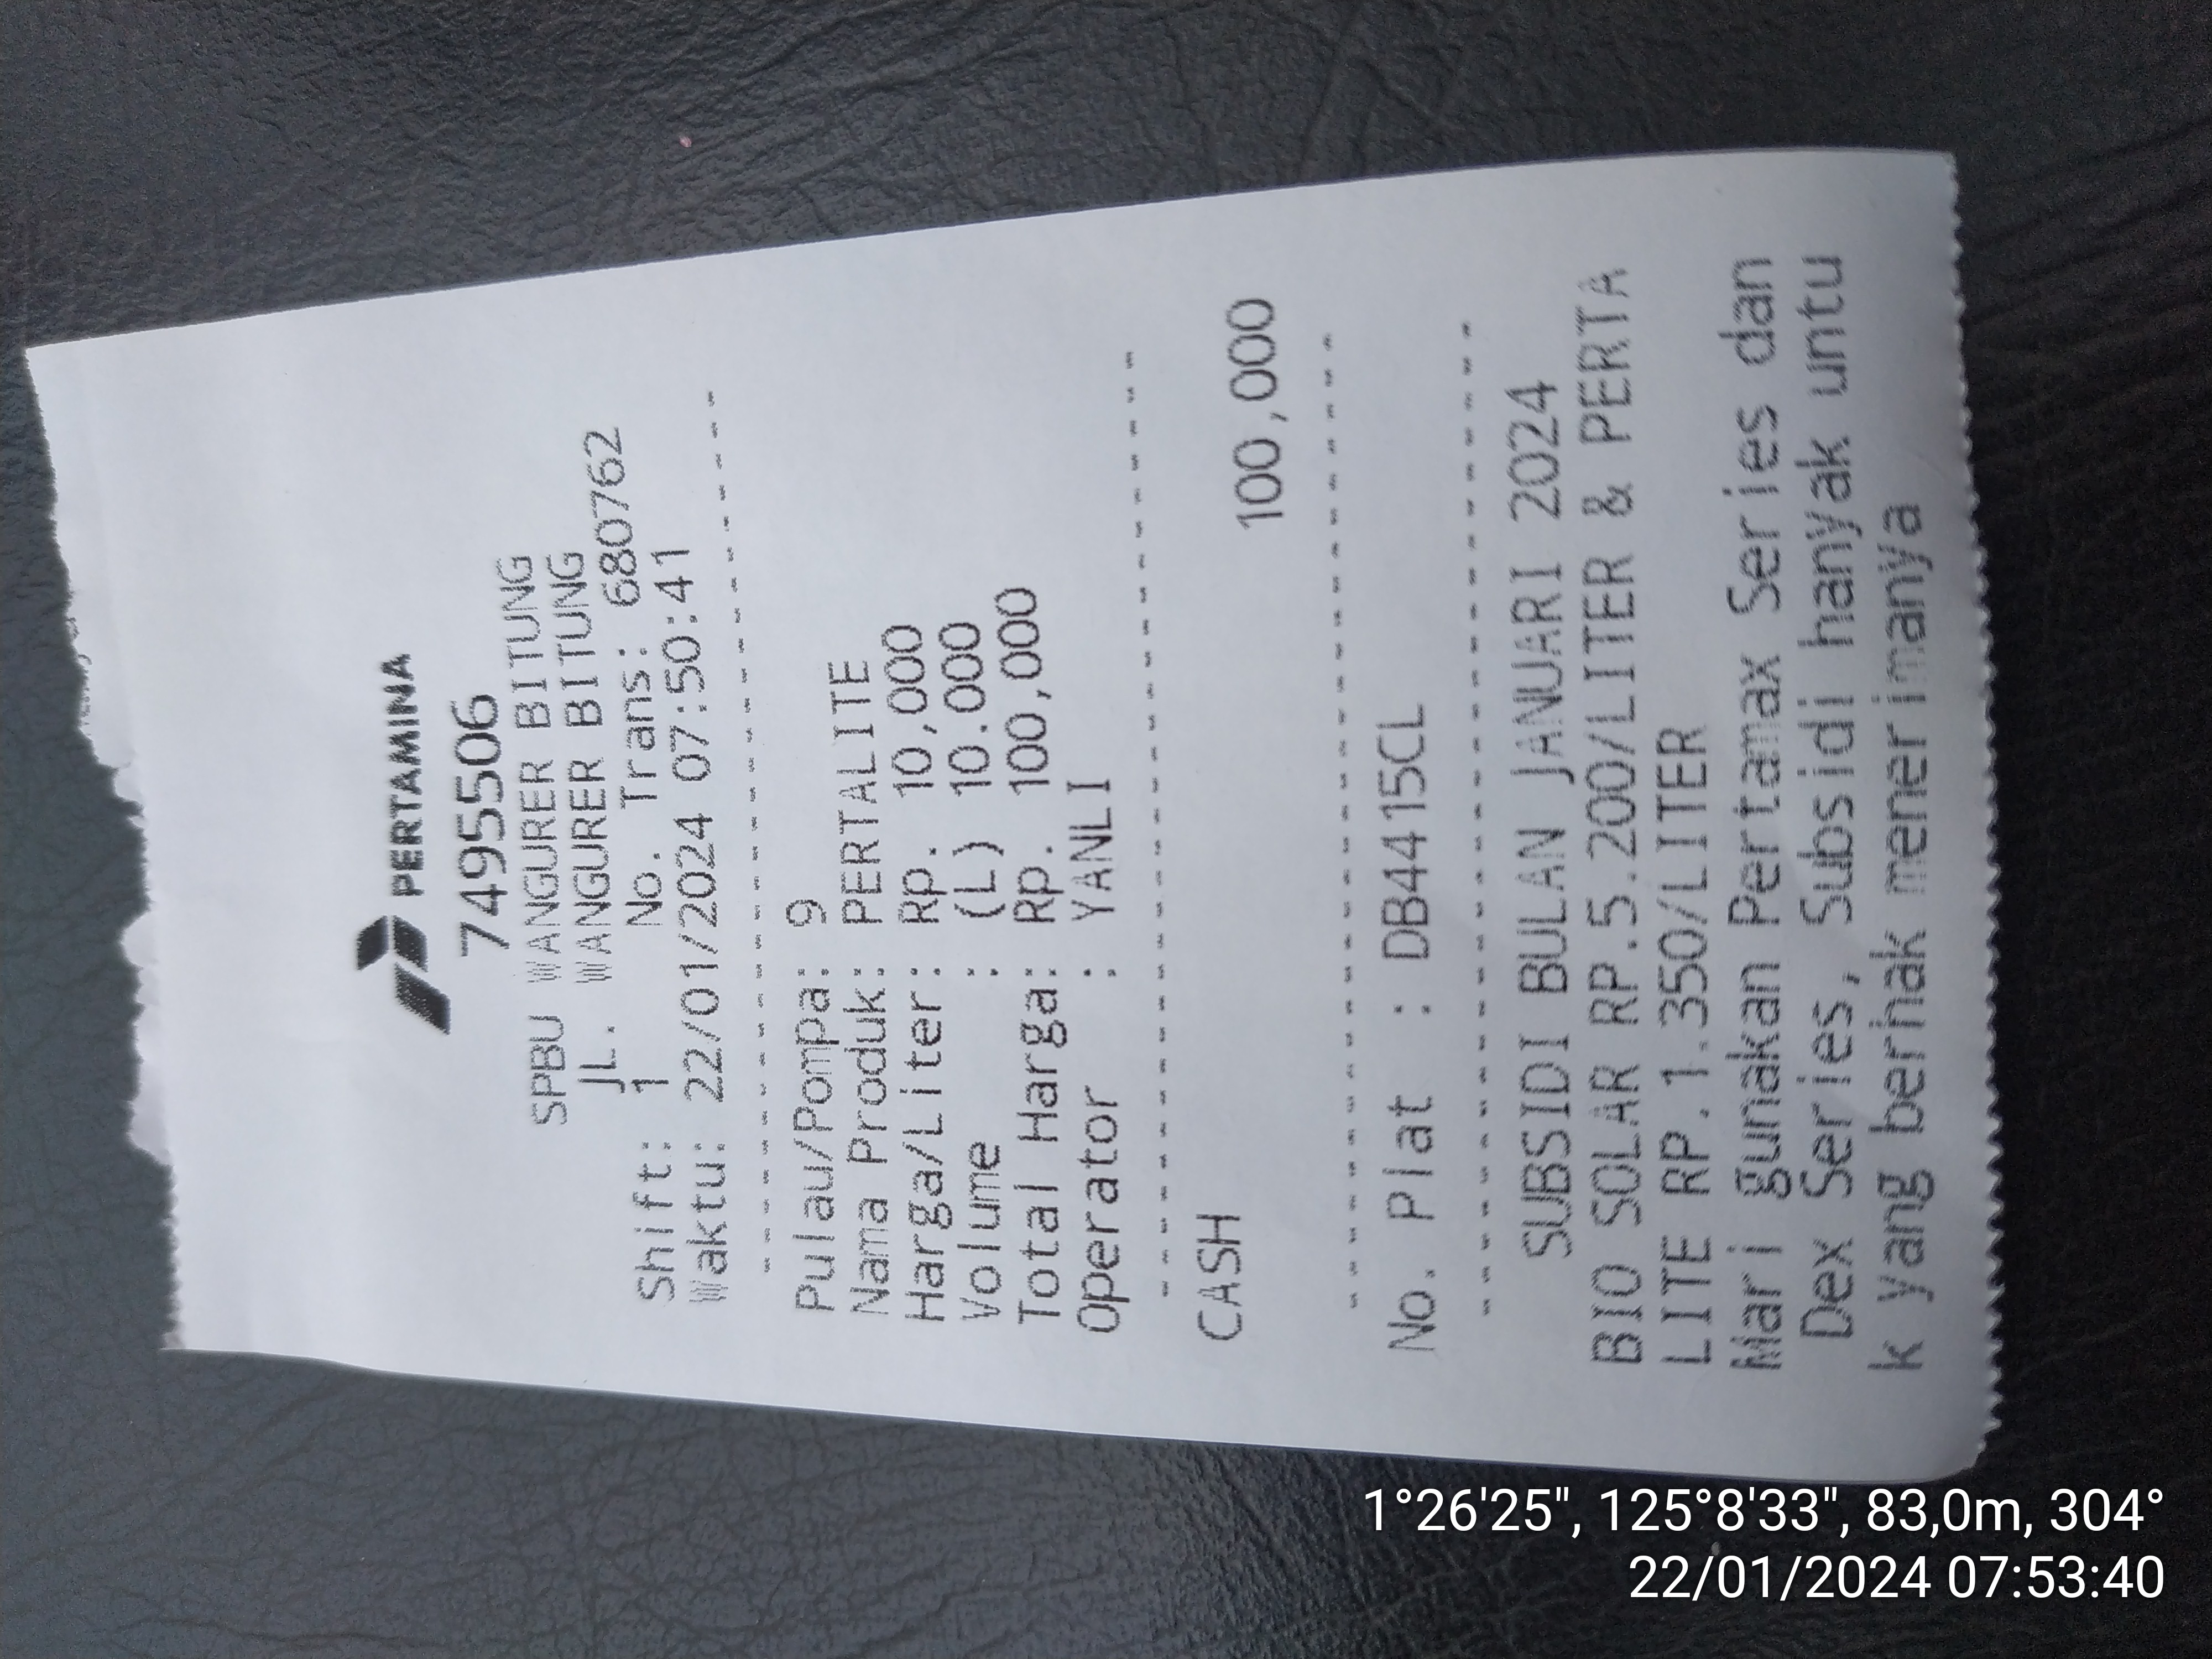 PERTAMINA
7495506
SPBU WANGURER BITUNG
JL. WANGURER BITUNG
Shift: 1 No. Trans: 6807762
Waktu: 22/01/2024 07:50:41
--------------------------------
Pulau/Pompa: 9
Nama Produk: PERTALITE
Harga/Liter: Rp. 10,000
Volume : (L) 10.000
Total Harga: Rp. 100,000
Operator : YANLI
--------------------------------
CASH 100,000
--------------------------------
No. Plat : DB4415CL
--------------------------------
SUBSIDI BULAN JANUARI 2024
BIO SOLAR RP.5.200/LITER & PERTA
LITE RP.1.350/LITER
Mari gunakan Pertamax Series dan
Dex Series, Subsidi hanyak untu
k yang berhak menerimanya
1°26'25", 125°8'33", 83,0m, 304°
22/01/2024 07:53:40